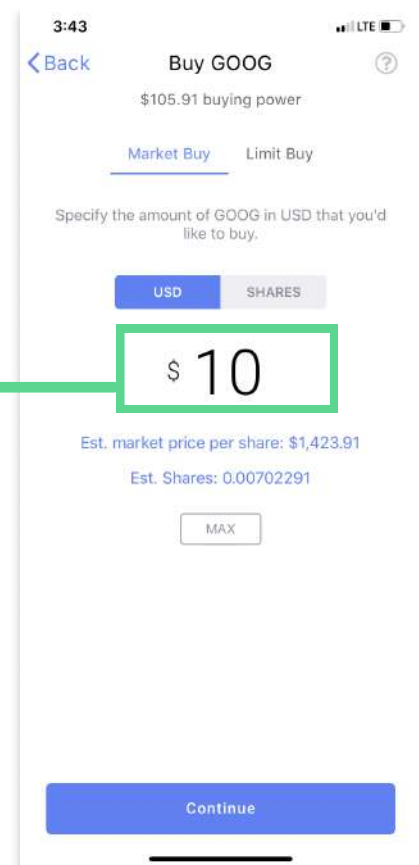 3:43 LTE
Back Buy GOOG ?
$105.91 buying power
Market Buy Limit Buy
Specify the amount of GOOG in USD that you'd
like to buy.
USD SHARES
$ 10
Est. market price per share: $1,423.91
Est. Shares: 0.00702291
MAX
Continue